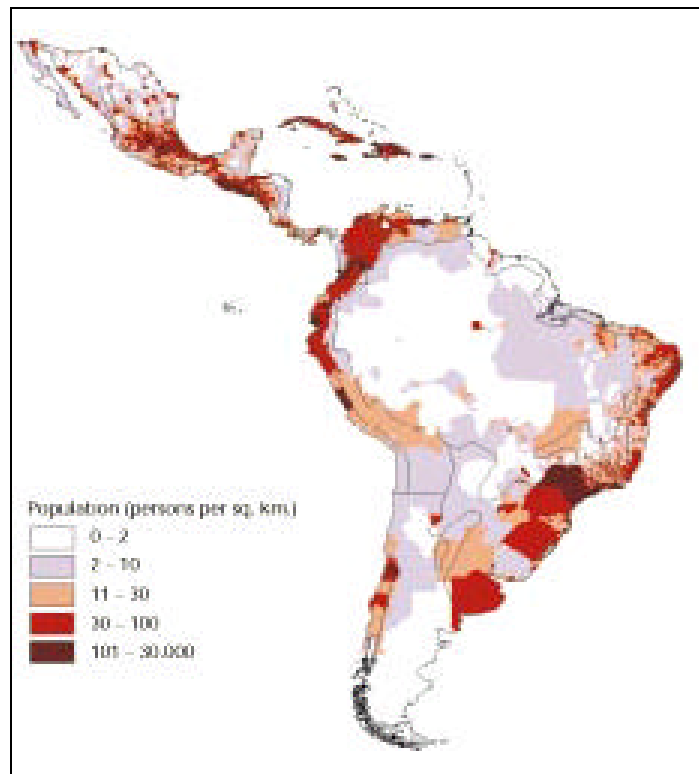 Population (persons per sq. km.)
0 – 2
2 – 10
11 – 30
30 – 100
101 – 30.000